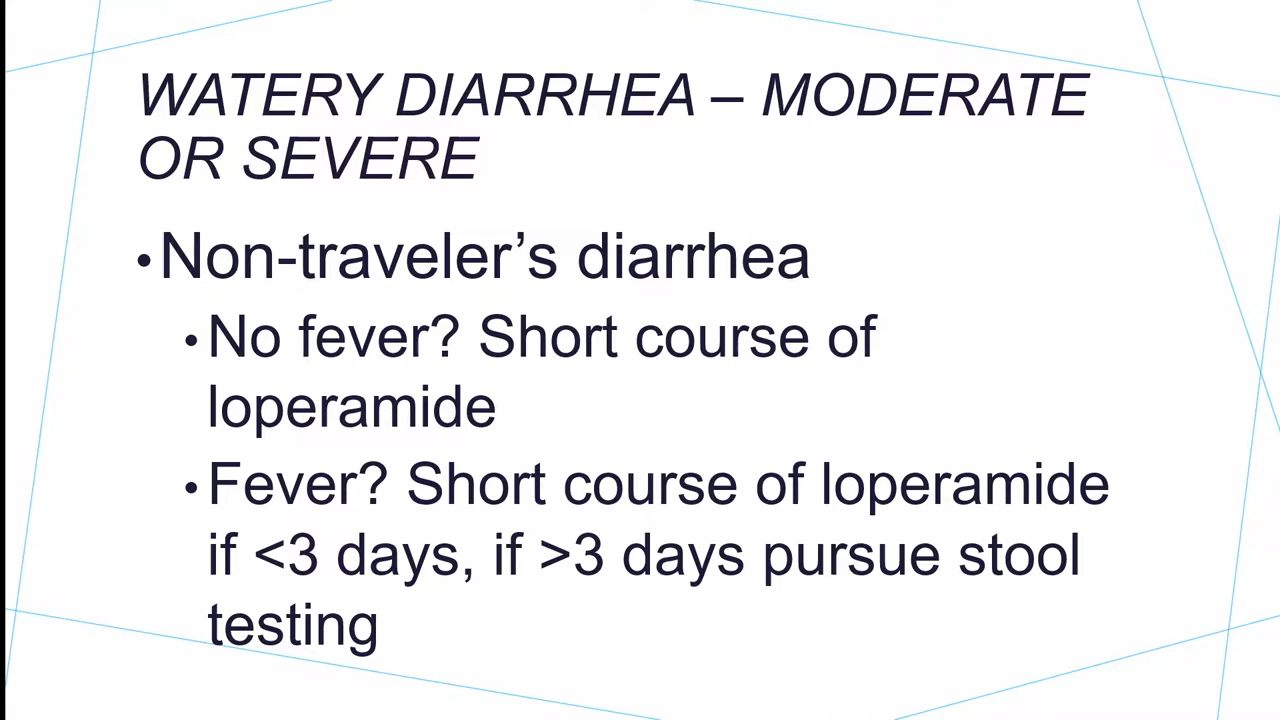 WATERY DIARRHEA – MODERATE
OR SEVERE
•Non-traveler’s diarrhea
•No fever? Short course of
loperamide
•Fever? Short course of loperamide
if <3 days, if >3 days pursue stool
testing